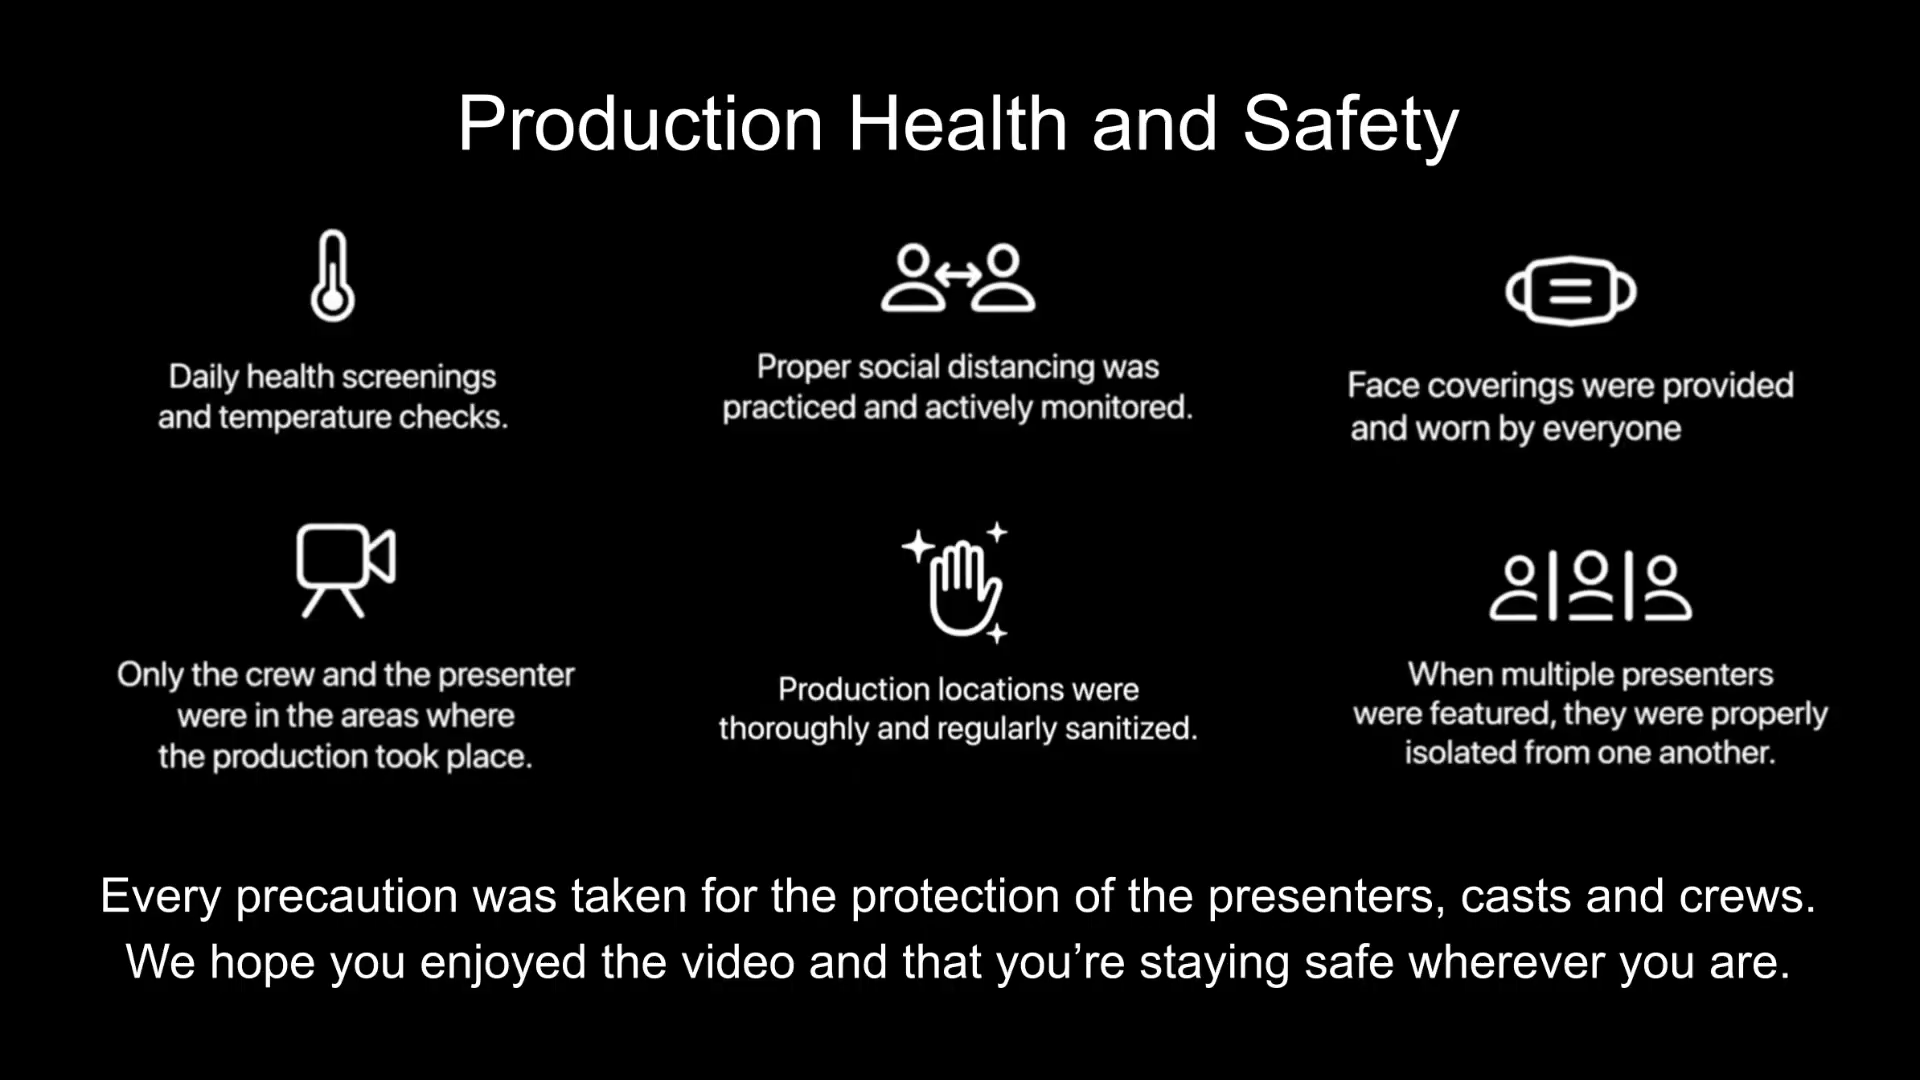 Production Health and Safety
Daily health screenings
and temperature checks.
Proper social distancing was
practiced and actively monitored.
Face coverings were provided
and worn by everyone
Only the crew and the presenter
were in the areas where
the production took place.
Production locations were
thoroughly and regularly sanitized.
When multiple presenters
were featured, they were properly
isolated from one another.
Every precaution was taken for the protection of the presenters, casts and crews.
We hope you enjoyed the video and that you’re staying safe wherever you are.